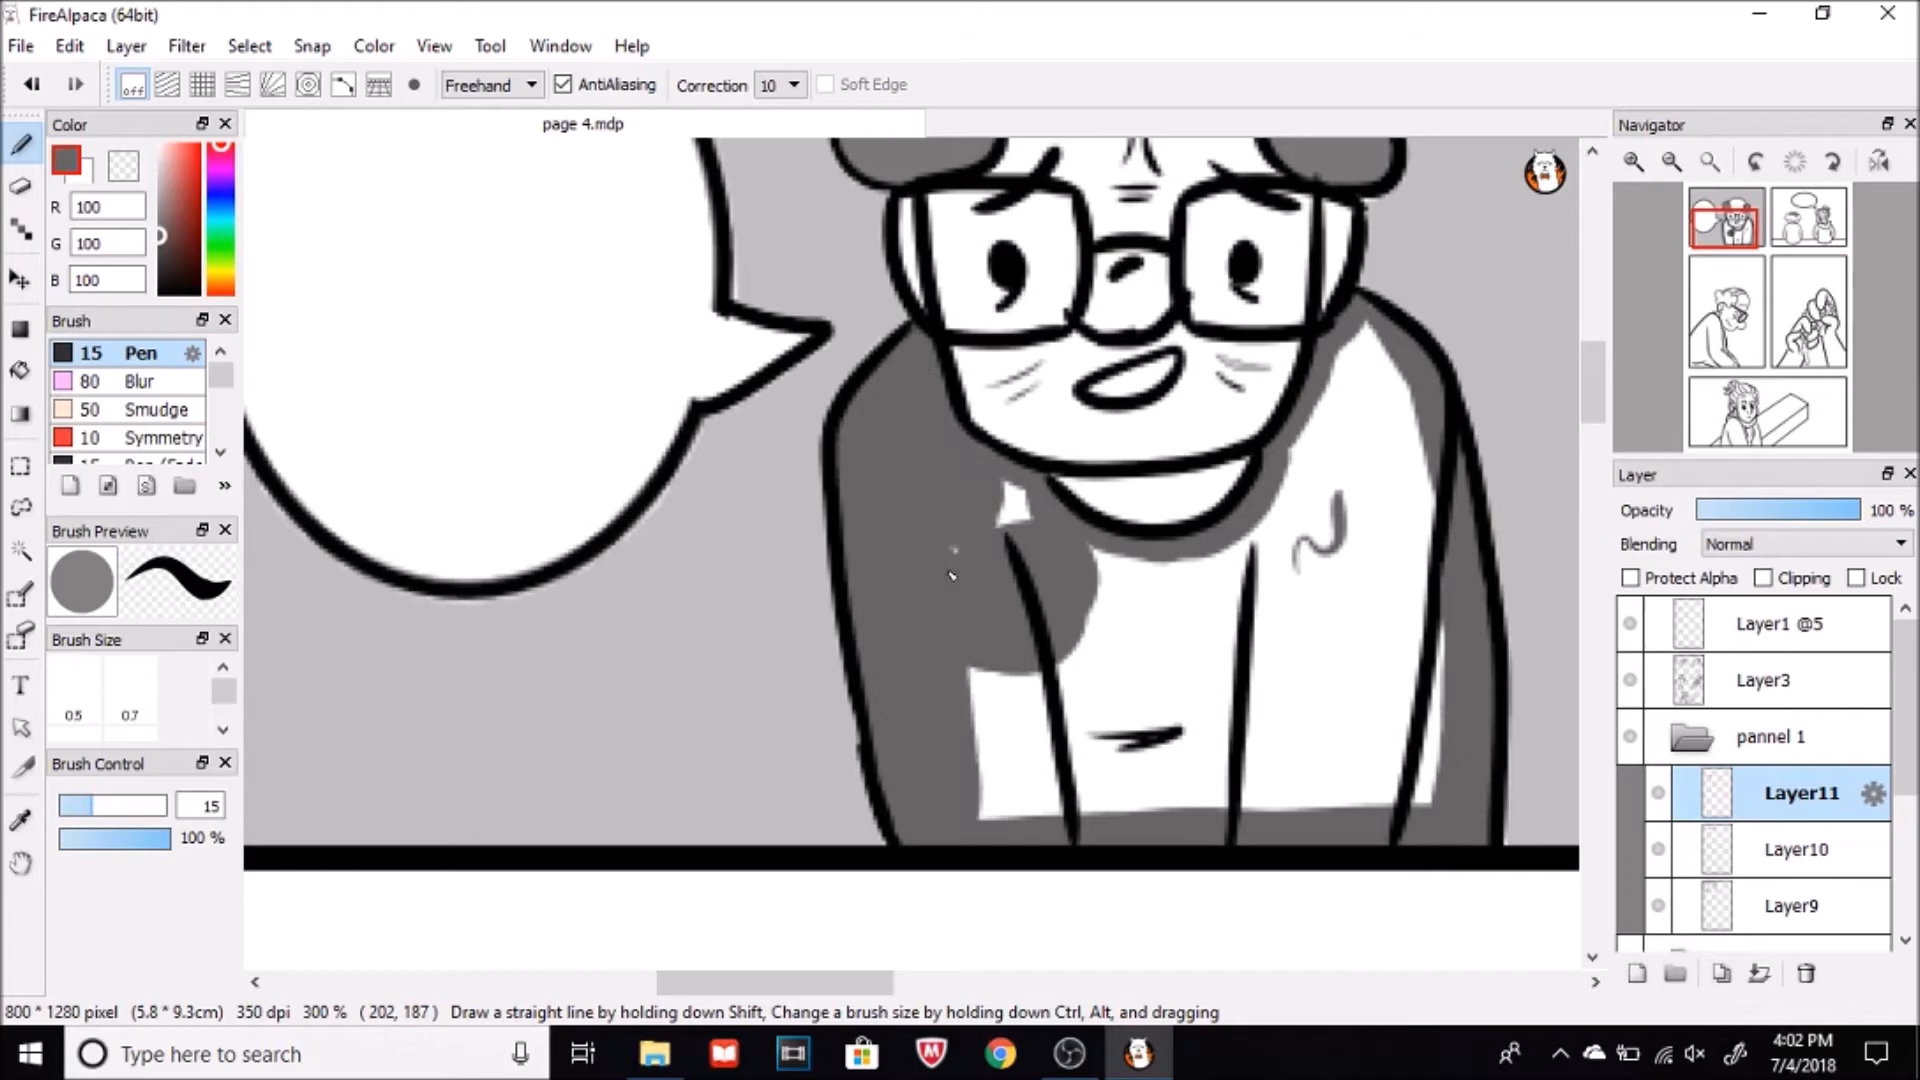 FireAlpaca (64bit)
File Edit Layer Filter Select Snap Color View Tool Window Help
off Freehand AntiAliasing Correction 10 Soft Edge
Color
page 4.mdp
Navigator
R 100
G 100
B 100
Brush
15 Pen
80 Blur
50 Smudge
10 Symmetry
Brush Preview
Brush Size
0.5 0.7
Brush Control
15
100 %
Layer
Opacity 100 %
Blending Normal
Protect Alpha Clipping Lock
Layer1 @5
Layer3
pannel 1
Layer11
Layer10
Layer9
800 * 1280 pixel (5.8 * 9.3cm) 350 dpi 300 % ( 202, 187 ) Draw a straight line by holding down Shift, Change a brush size by holding down Ctrl, Alt, and dragging
Type here to search
4:02 PM
7/4/2018